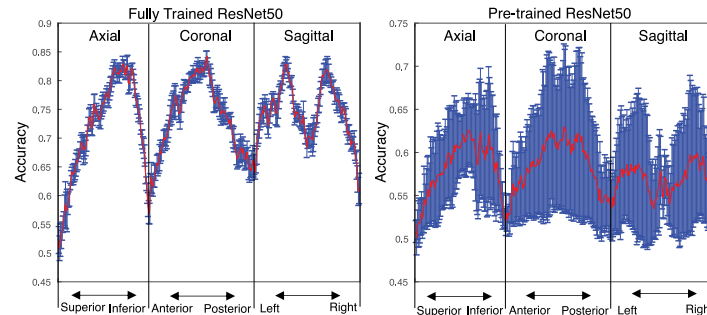 Fully Trained ResNet50
Axial
Coronal
Sagittal
0.9
0.85
0.8
0.75
0.7
0.65
0.6
0.55
0.5
0.45
0.4
Accuracy
Superior Inferior
Anterior Posterior
Left Right
Pre-trained ResNet50
Axial
Coronal
Sagittal
0.75
0.7
0.65
0.6
0.55
0.5
0.45
Accuracy
Superior Inferior
Anterior Posterior
Left Right